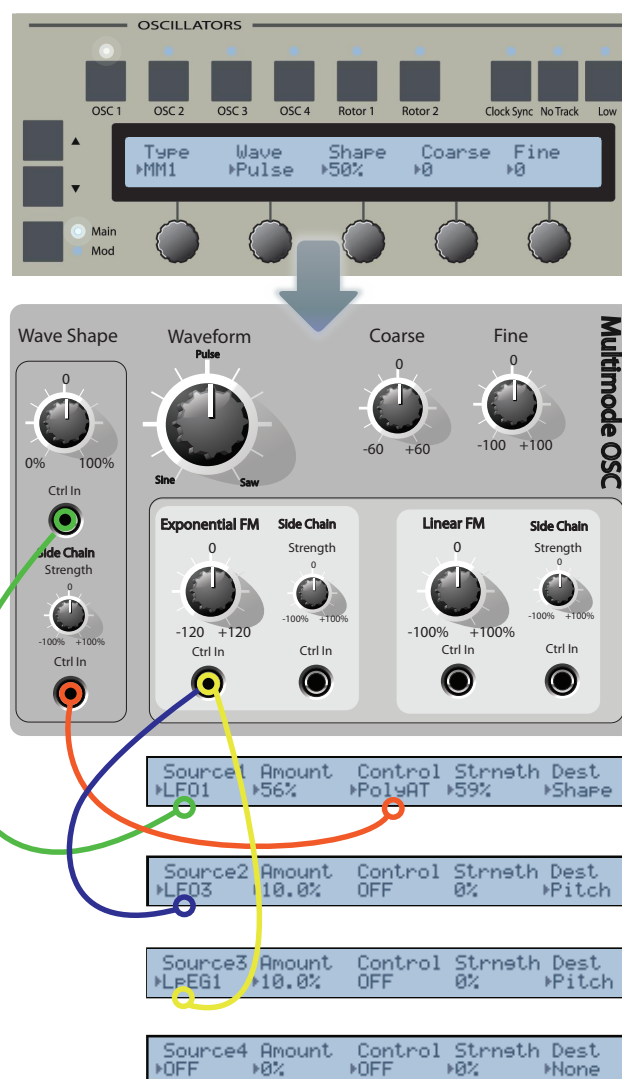 OSCILLATORS
OSC 1 OSC 2 OSC 3 OSC 4 Rotor 1 Rotor 2 Clock Sync No Track Low
Type Wave Shape Coarse Fine
▸MM1 ▸Pulse ▸50% ▸0 ▸0
▲
▼
Main
Mod
Wave Shape Waveform Coarse Fine
Multimode OSC
Pulse
0 0 0
0% 100% -60 +60 -100 +100
Sine Saw
Ctrl In
Side Chain
Strength
0
-100% +100%
Ctrl In
Exponential FM Side Chain
0 Strength
0
-120 +120 -100% +100%
Ctrl In Ctrl In
Linear FM Side Chain
0 Strength
0
-100% +100% -100% +100%
Ctrl In Ctrl In
Source1 Amount Control Strngth Dest
▸LFO1 ▸56% ▸PolyAT ▸59% ▸Shape
Source2 Amount Control Strngth Dest
▸LFO3 ▸10.0% OFF 0% ▸Pitch
Source3 Amount Control Strngth Dest
▸LpEG1 ▸10.0% OFF 0% ▸Pitch
Source4 Amount Control Strngth Dest
▸OFF ▸0% ▸OFF ▸0% ▸None